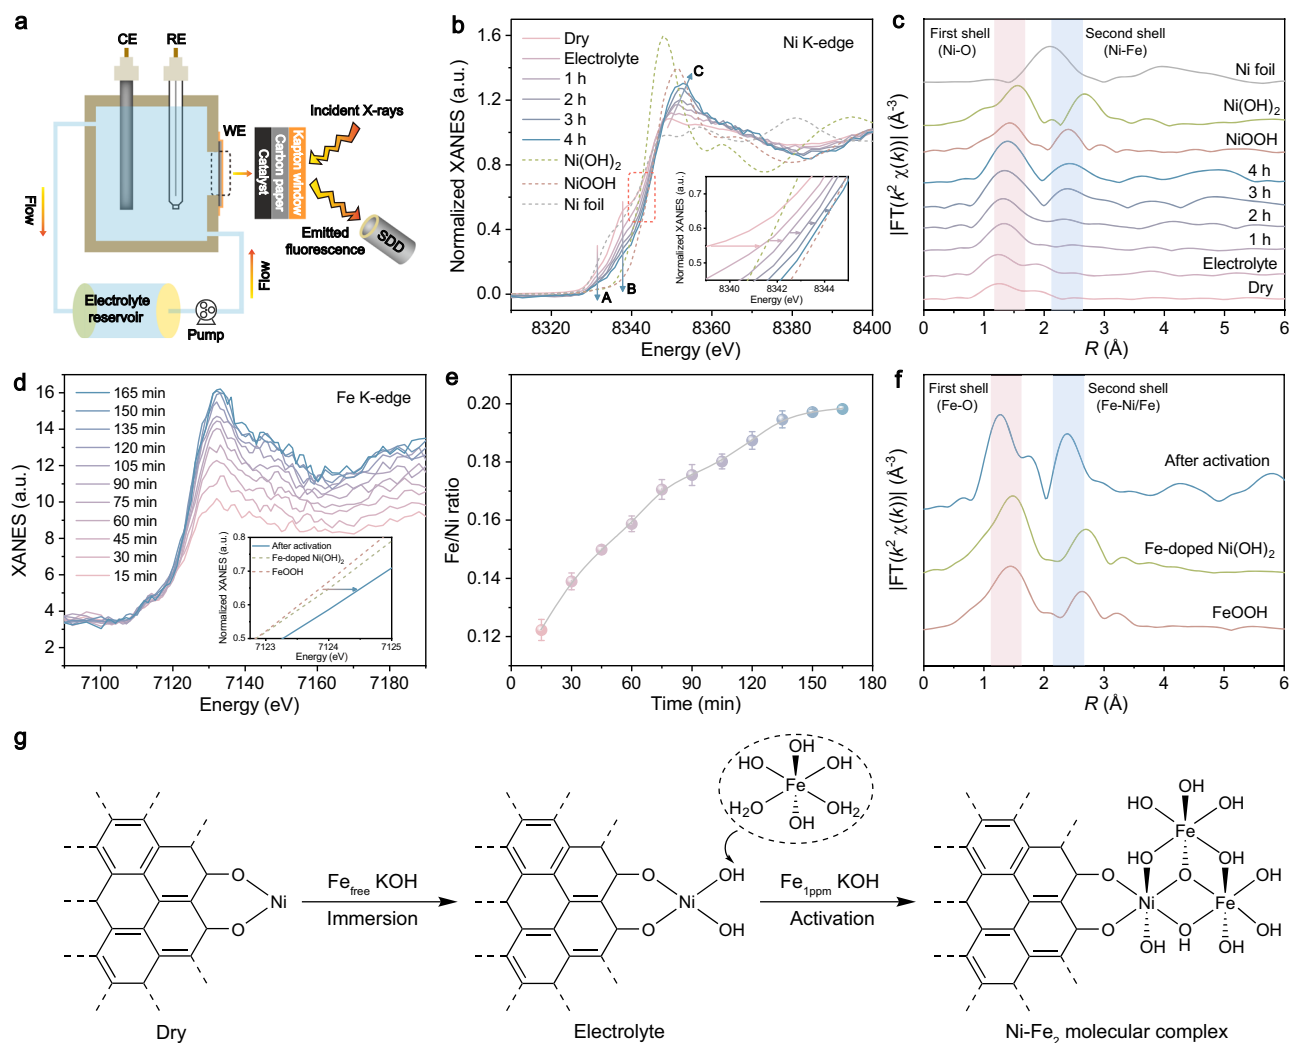 a
CE
RE
WE
Incident X-rays
Catalyst
Carbon paper
Kapton window
Emitted
fluorescence
SDD
Flow
Flow
Electrolyte
reservoir
Pump
b
Ni K-edge
Normalized XANES (a.u.)
1.6
1.2
0.8
0.4
0.0
Dry
Electrolyte
1 h
2 h
3 h
4 h
Ni(OH)₂
NiOOH
Ni foil
A
B
C
Normalized XANES (a.u.)
0.7
0.6
0.5
8340
8342
8344
Energy (eV)
8320
8340
8360
8380
8400
Energy (eV)
c
First shell
(Ni-O)
Second shell
(Ni-Fe)
Ni foil
Ni(OH)₂
NiOOH
4 h
3 h
2 h
1 h
Electrolyte
Dry
|FT(k² χ(k))| (Å⁻³)
0 1 2 3 4 5 6
R (Å)
d
Fe K-edge
XANES (a.u.)
16
14
12
10
8
6
4
2
165 min
150 min
135 min
120 min
105 min
90 min
75 min
60 min
45 min
30 min
15 min
Normalized XANES (a.u.)
0.8
0.7
0.6
0.5
After activation
Fe-doped Ni(OH)₂
FeOOH
7123
7124
7125
Energy (eV)
7100
7120
7140
7160
7180
Energy (eV)
e
Fe/Ni ratio
0.20
0.18
0.16
0.14
0.12
0 30 60 90 120 150 180
Time (min)
f
First shell
(Fe-O)
Second shell
(Fe-Ni/Fe)
After activation
Fe-doped Ni(OH)₂
FeOOH
|FT(k² χ(k))| (Å⁻³)
0 1 2 3 4 5 6
R (Å)
g
O
O
Ni
Dry
Fe_free KOH
Immersion
O
O
Ni
OH
OH
Electrolyte
OH
HO
OH
Fe
H₂O
OH₂
OH
Fe_1ppm KOH
Activation
OH
HO
OH
Fe
HO
O
OH
OH
O
Ni
Fe
O
OH
O
H
OH
OH
Ni-Fe₂ molecular complex